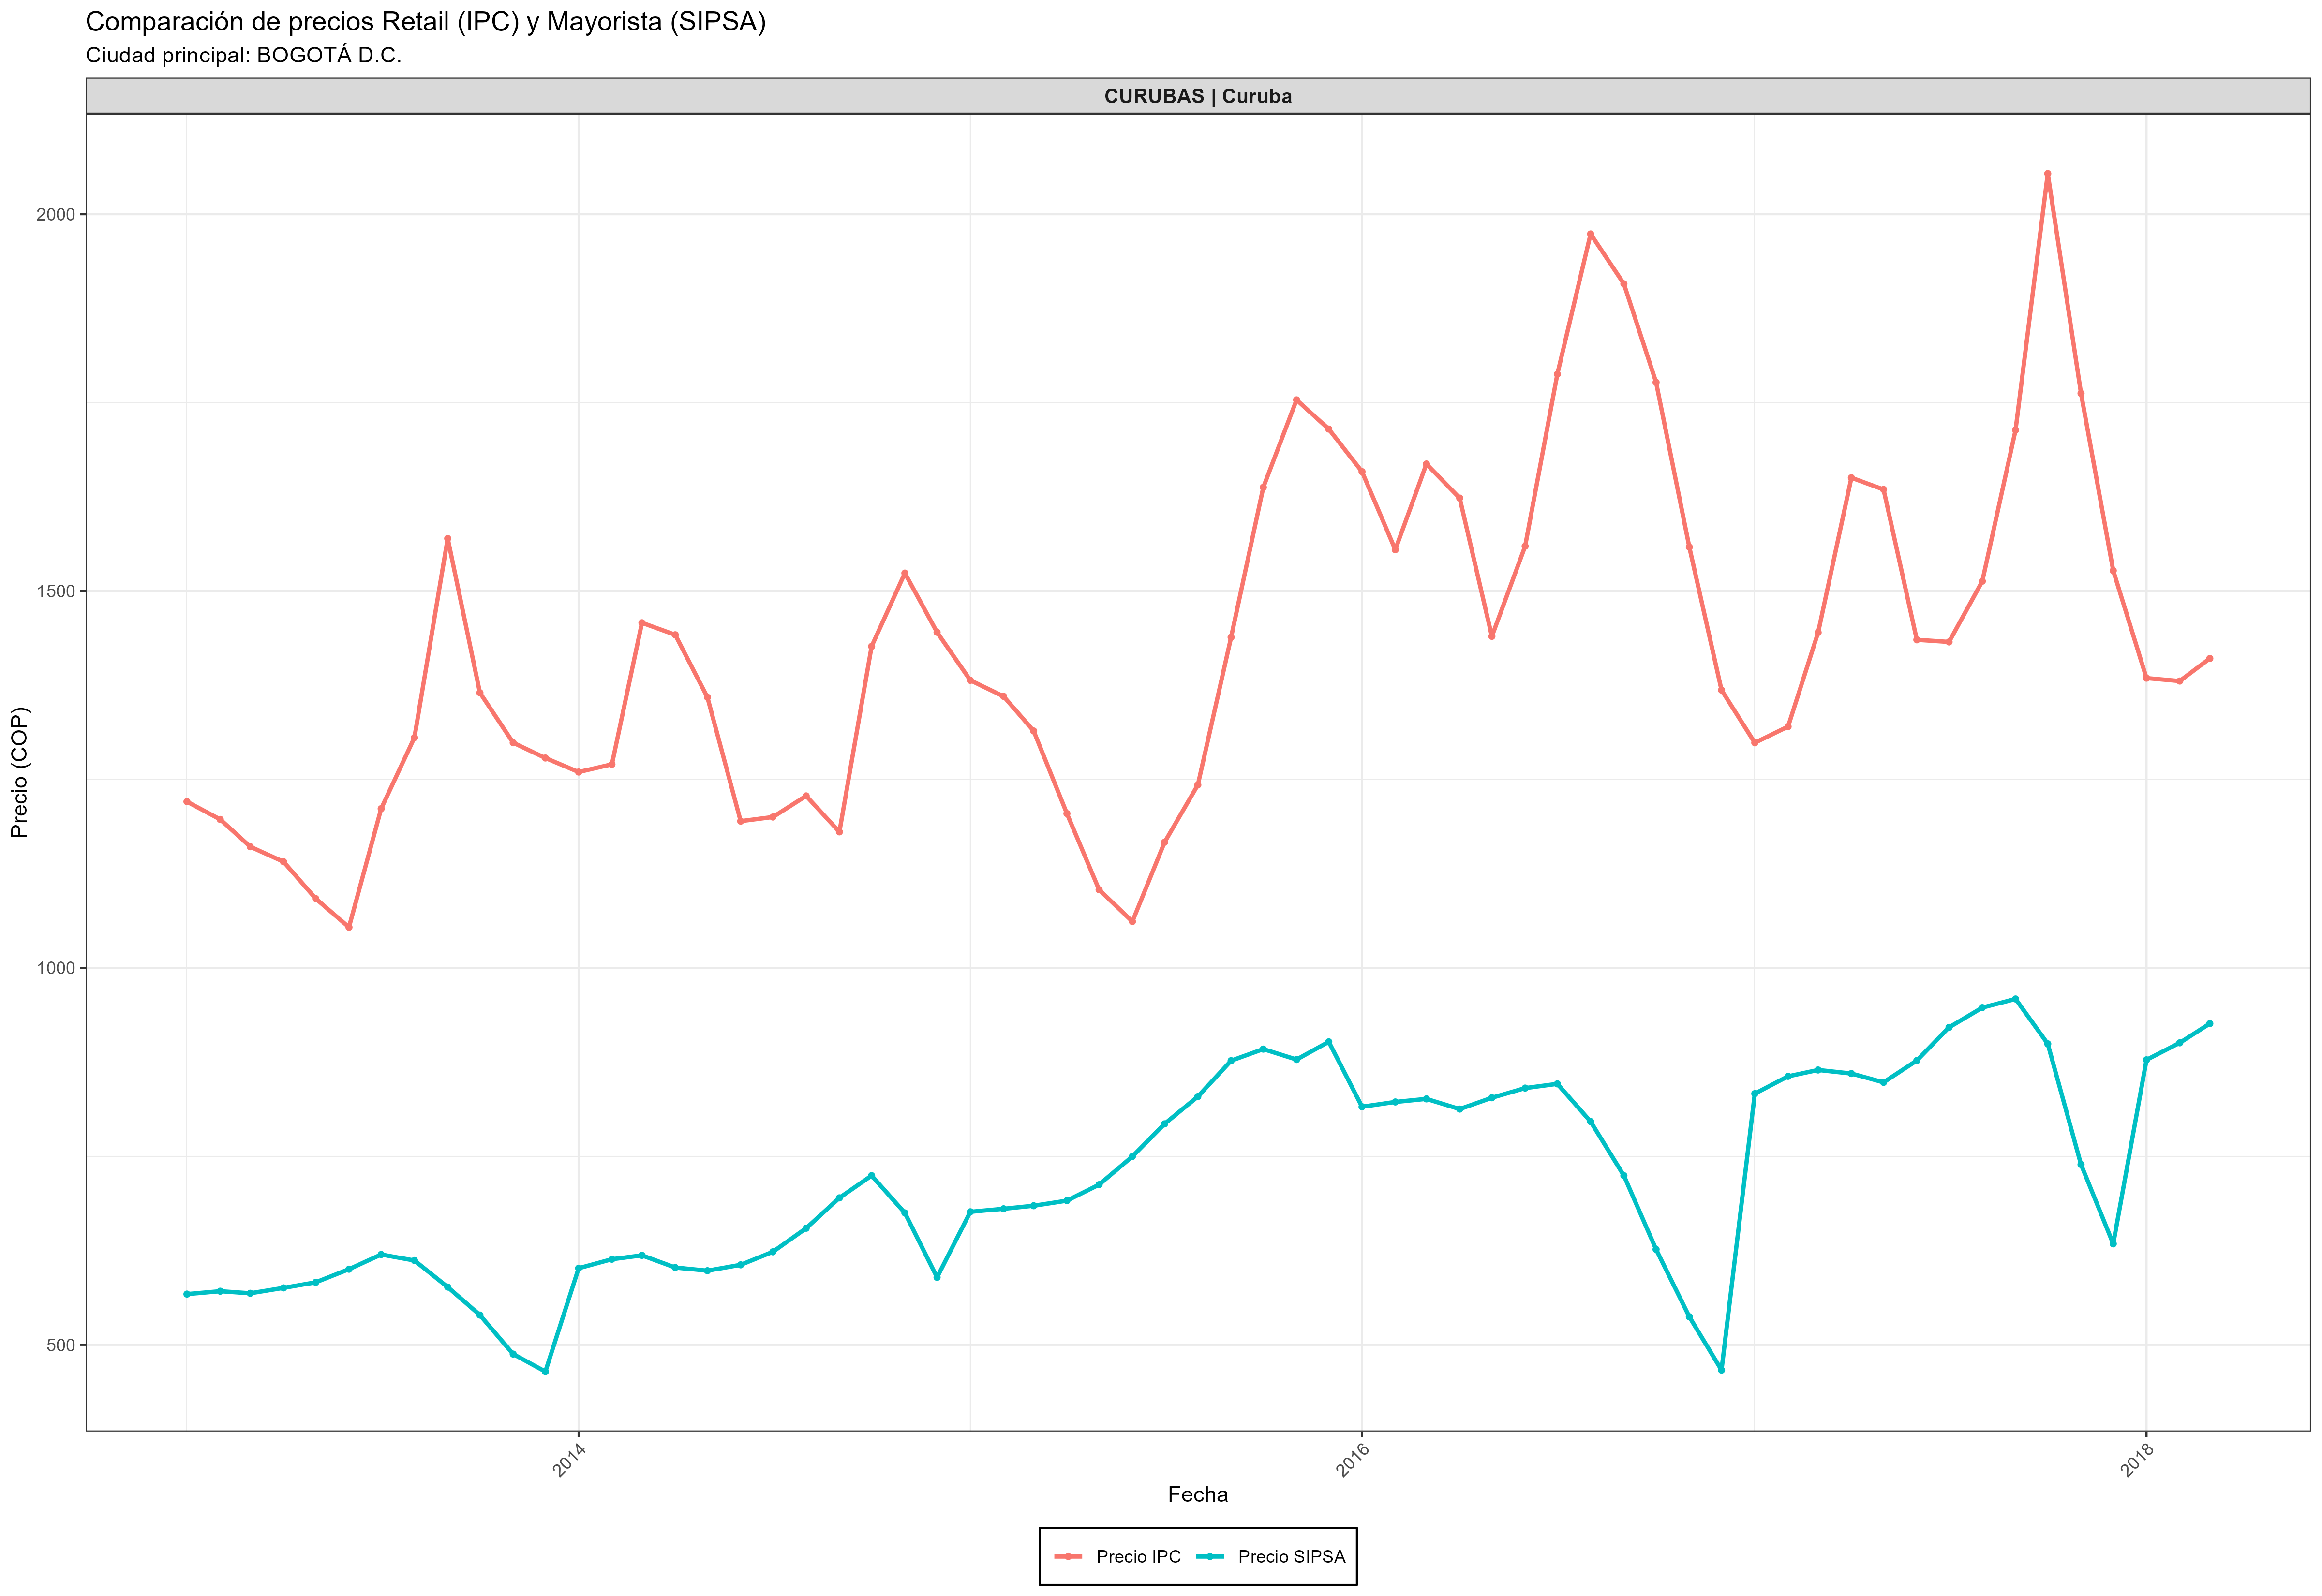 Comparación de precios Retail (IPC) y Mayorista (SIPSA)
Ciudad principal: BOGOTÁ D.C.
CURUBAS | Curuba
Precio (COP)
2000
1500
1000
500
2014
2016
2018
Fecha
Precio IPC
Precio SIPSA